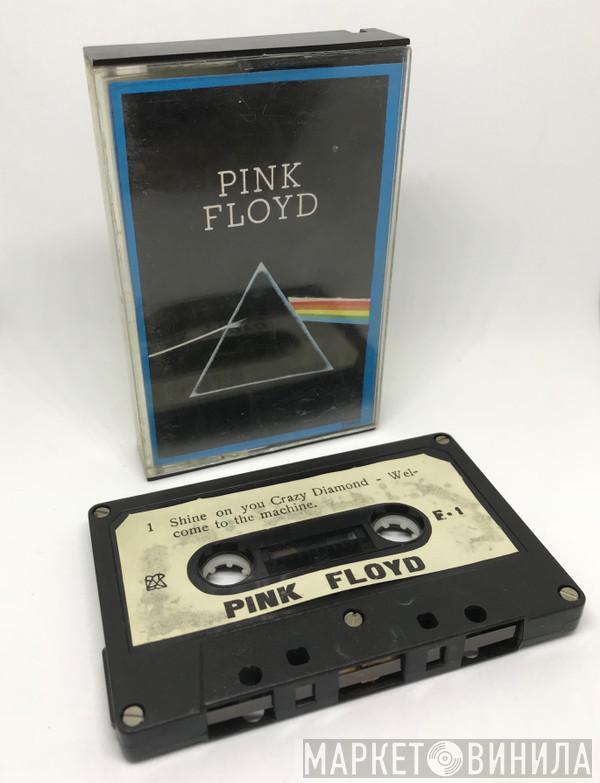 PINK
FLOYD
1 Shine on you Crazy Diamond - Wel-
come to the machine.
E·1
PINK FLOYD
МАРКЕТ ВИНИЛА